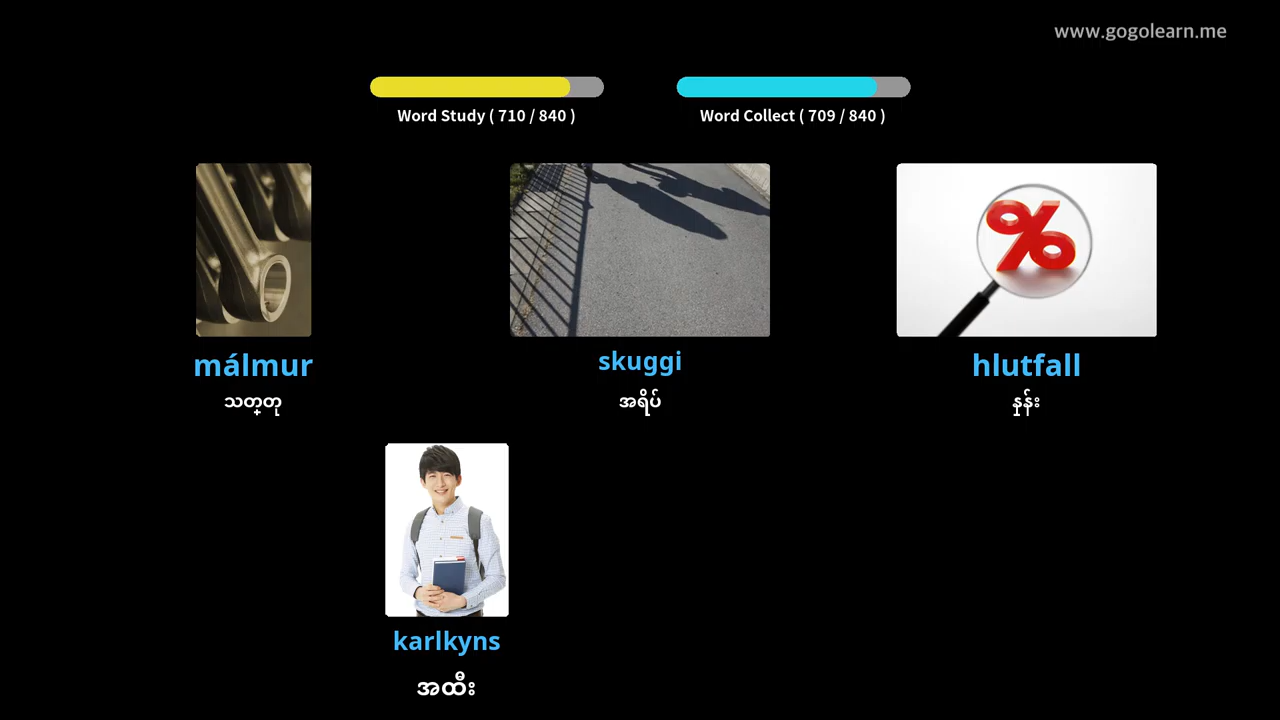 www.gogolearn.me
Word Study ( 710 / 840 )
Word Collect ( 709 / 840 )
málmur
skuggi
hlutfall
သတ္တု
အရိပ်
နှုန်း
karlkyns
အထီး